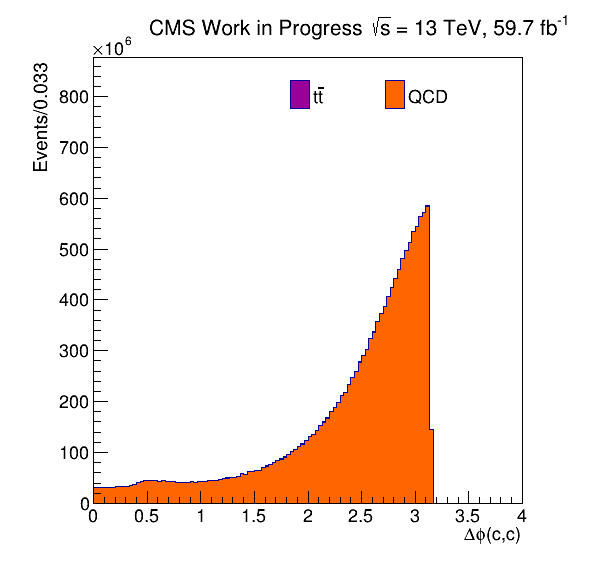 CMS Work in Progress √s = 13 TeV, 59.7 fb⁻¹
×10⁶
Events/0.033
tt̄
QCD
800
700
600
500
400
300
200
100
0
0 0.5 1 1.5 2 2.5 3 3.5 4
Δϕ(c,c)